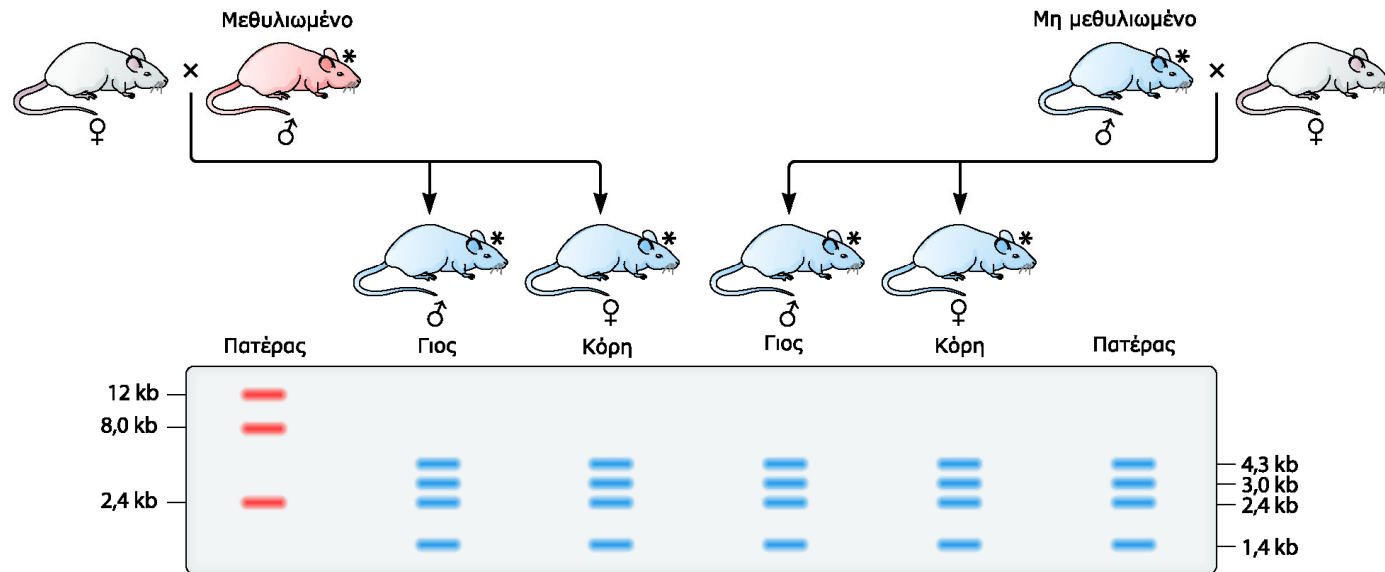 Μεθυλιωμένο
Μη μεθυλιωμένο
* × * ×
♀ ♂ ♂ ♀
* * * *
♂ ♀ ♂ ♀
Πατέρας Γιος Κόρη Γιος Κόρη Πατέρας
12 kb
8,0 kb
2,4 kb
4,3 kb
3,0 kb
2,4 kb
1,4 kb